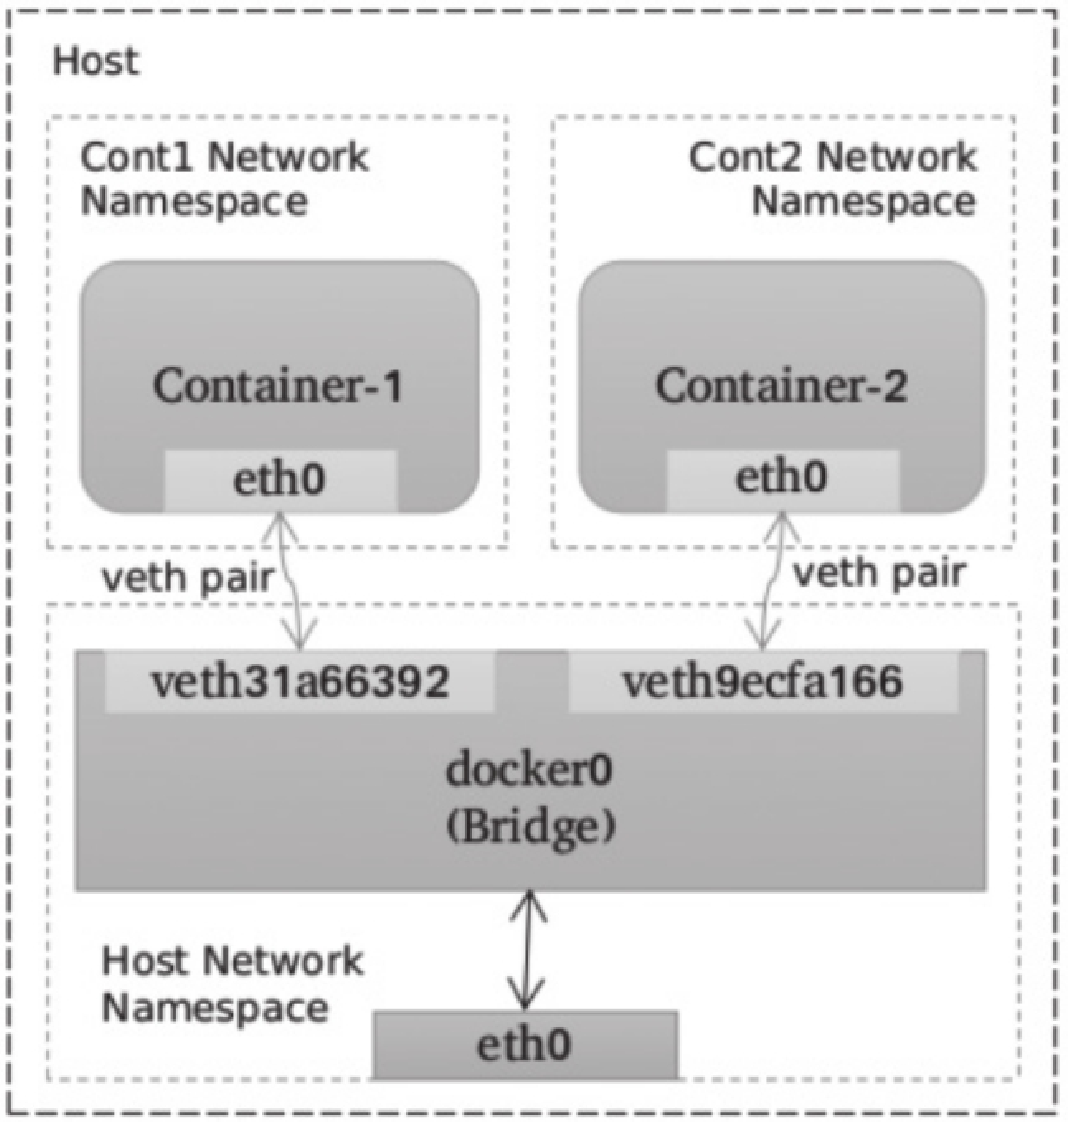 Host
Cont1 Network
Namespace
Cont2 Network
Namespace
Container-1
eth0
Container-2
eth0
veth pair
veth pair
veth31a66392
veth9ecfa166
docker0
(Bridge)
Host Network
Namespace
eth0